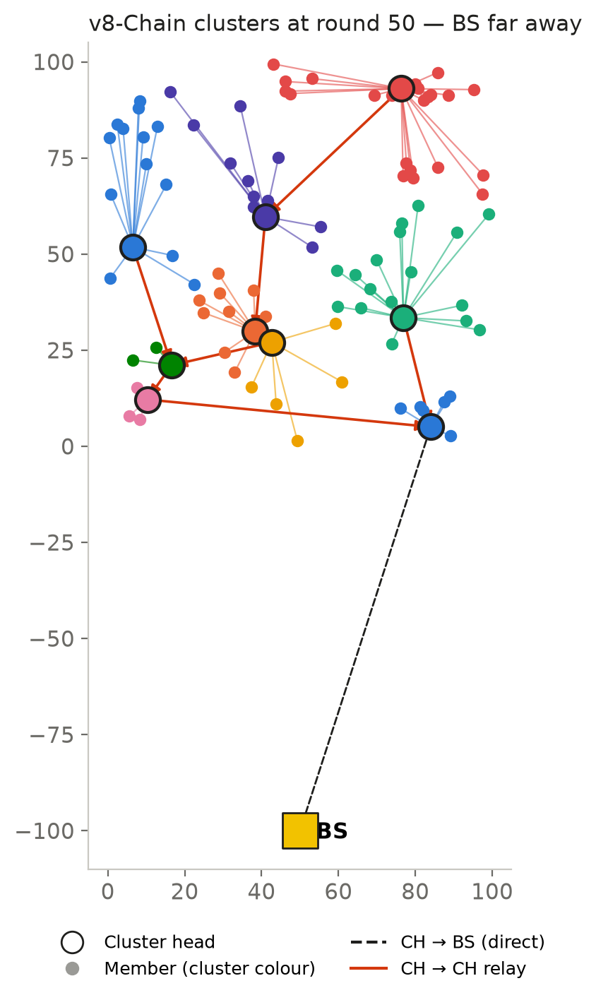 v8-Chain clusters at round 50 — BS far away
100
75
50
25
0
−25
−50
−75
−100
BS
0 20 40 60 80 100
Cluster head
Member (cluster colour)
CH → BS (direct)
CH → CH relay